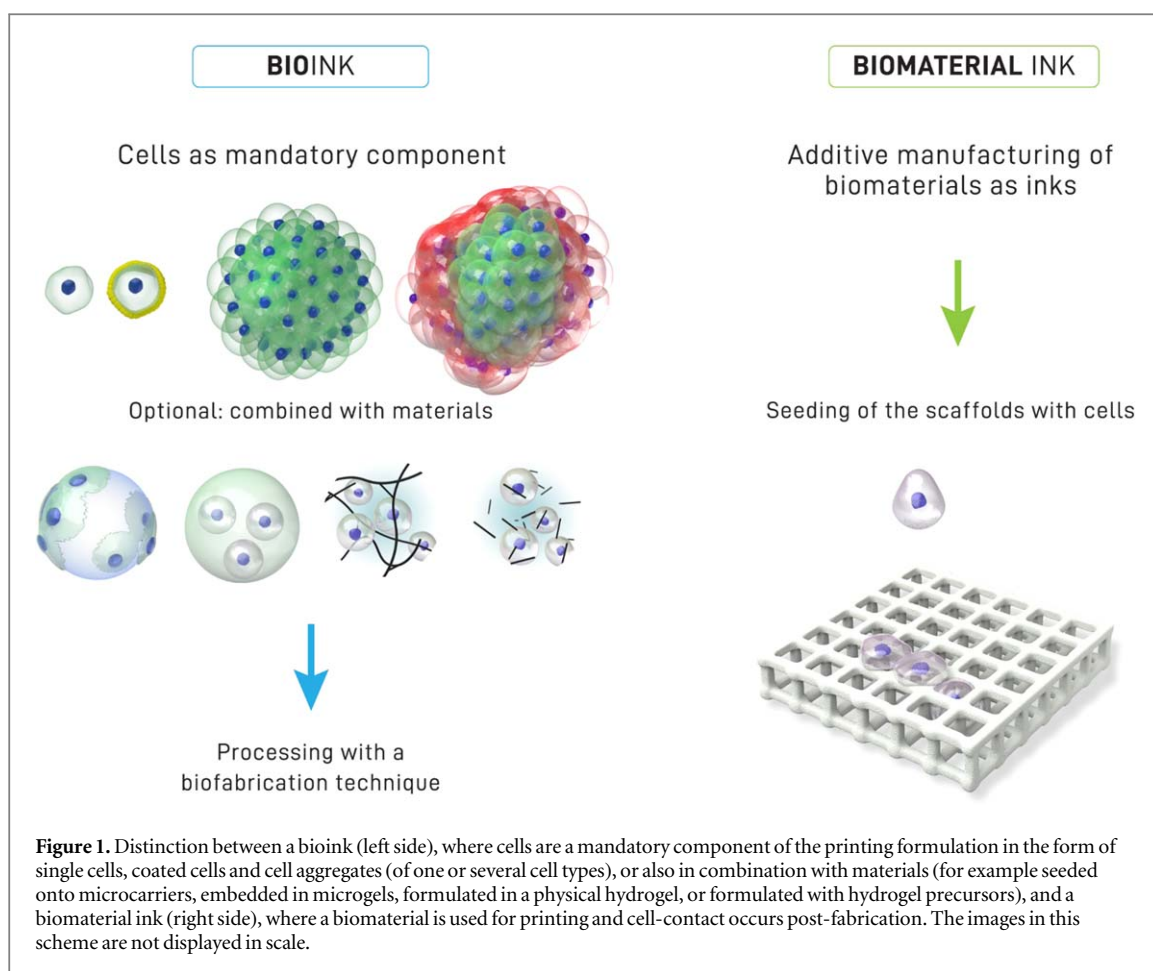 BIOINK
Cells as mandatory component
Optional: combined with materials
Processing with a
biofabrication technique
BIOMATERIAL INK
Additive manufacturing of
biomaterials as inks
Seeding of the scaffolds with cells
Figure 1. Distinction between a bioink (left side), where cells are a mandatory component of the printing formulation in the form of
single cells, coated cells and cell aggregates (of one or several cell types), or also in combination with materials (for example seeded
onto microcarriers, embedded in microgels, formulated in a physical hydrogel, or formulated with hydrogel precursors), and a
biomaterial ink (right side), where a biomaterial is used for printing and cell-contact occurs post-fabrication. The images in this
scheme are not displayed in scale.